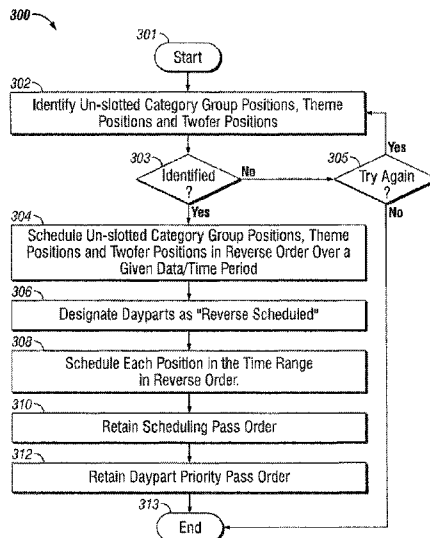 300
301
Start
302
Identify Un-slotted Category Group Positions, Theme
Positions and Twofer Positions
303
Identified
?
No
305
Try Again
?
Yes
No
Yes
304
Schedule Un-slotted Category Group Positions, Theme
Positions and Twofer Positions in Reverse Order Over a
Given Data/Time Period
306
Designate Dayparts as "Reverse Scheduled"
308
Schedule Each Position in the Time Range
in Reverse Order.
310
Retain Scheduling Pass Order
312
Retain Daypart Priority Pass Order
313
End